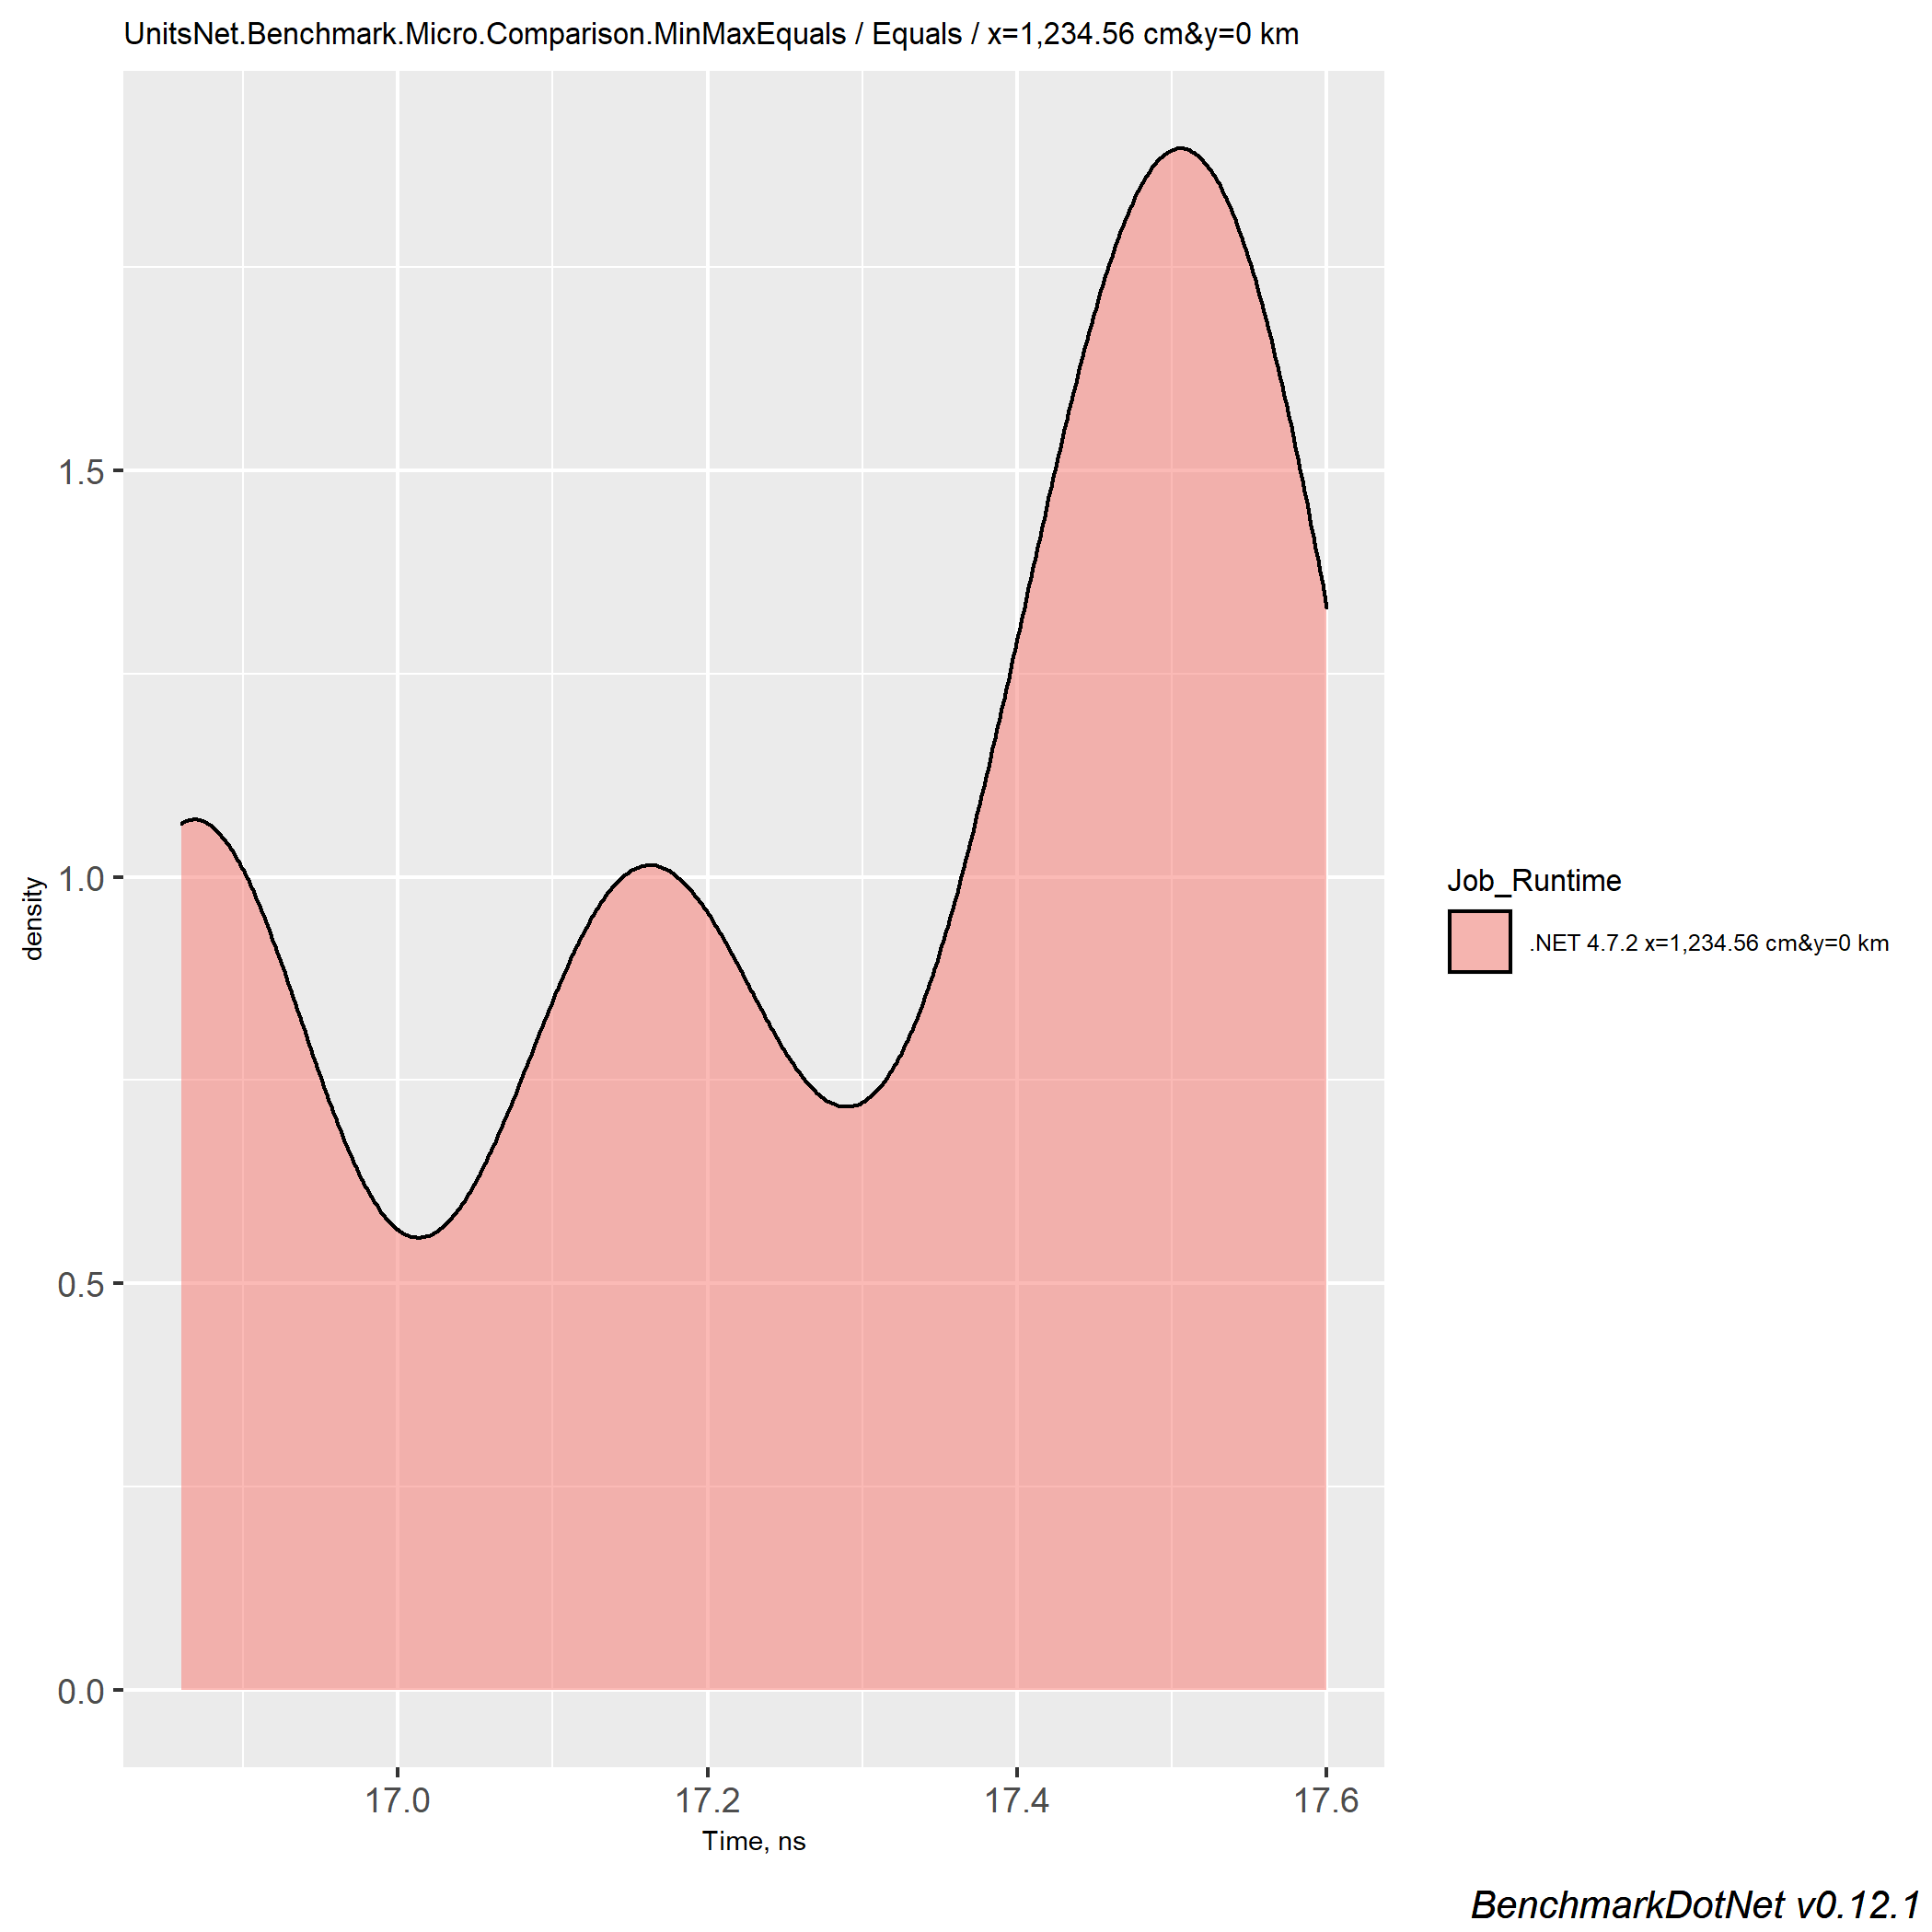 UnitsNet.Benchmark.Micro.Comparison.MinMaxEquals / Equals / x=1,234.56 cm&y=0 km
density
1.5
1.0
0.5
0.0
17.0 17.2 17.4 17.6
Time, ns
Job_Runtime
.NET 4.7.2 x=1,234.56 cm&y=0 km
BenchmarkDotNet v0.12.1